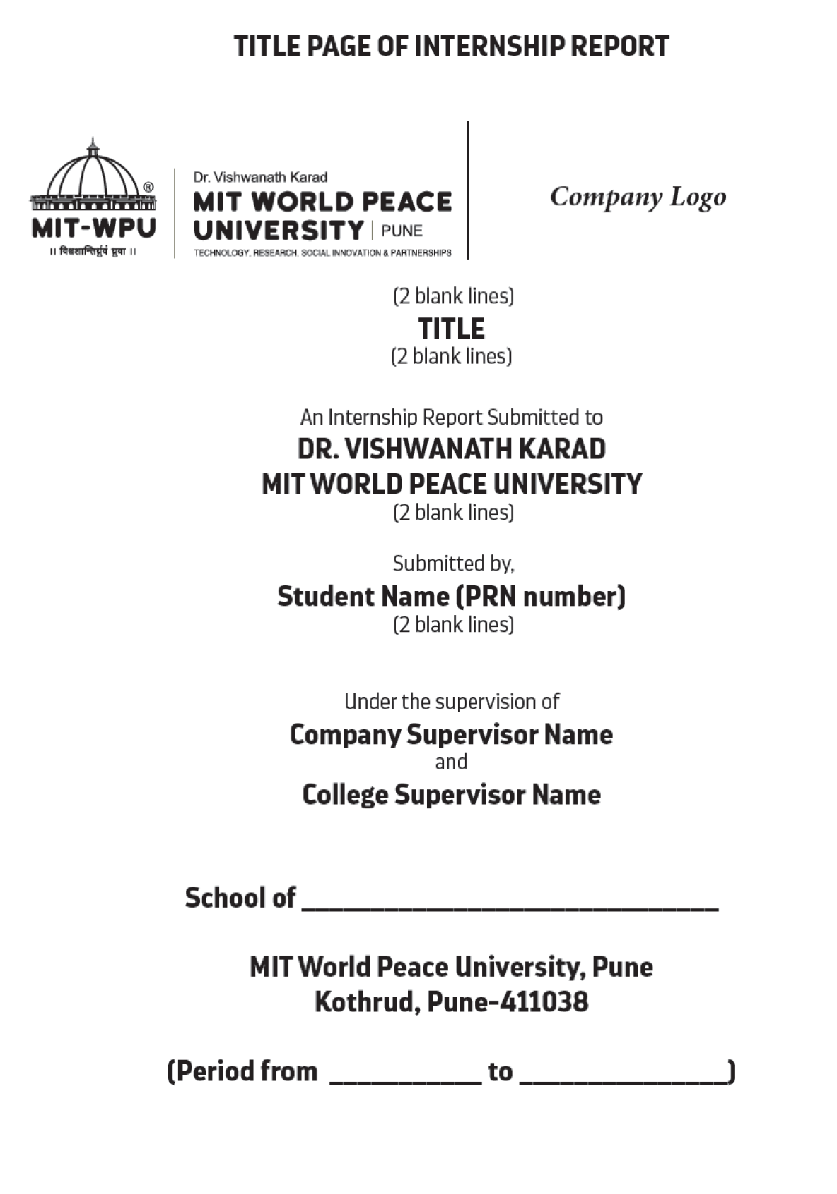 TITLE PAGE OF INTERNSHIP REPORT
®
MIT-WPU
Dr. Vishwanath Karad
MIT WORLD PEACE
UNIVERSITY | PUNE
TECHNOLOGY, RESEARCH, SOCIAL INNOVATION & PARTNERSHIPS
Company Logo
(2 blank lines)
TITLE
(2 blank lines)
An Internship Report Submitted to
DR. VISHWANATH KARAD
MIT WORLD PEACE UNIVERSITY
(2 blank lines)
Submitted by,
Student Name (PRN number)
(2 blank lines)
Under the supervision of
Company Supervisor Name
and
College Supervisor Name
School of ______________________________
MIT World Peace University, Pune
Kothrud, Pune-411038
(Period from ___________ to _______________)